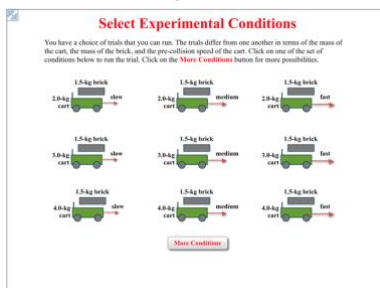 Select Experimental Conditions
You have a choice of trials that you can run. The trials differ from one another in terms of the mass of
the cart, the mass of the brick, and the pre-collision speed of the cart. Click on one of the set of
conditions below to run the trial. Click on the More Conditions button for more possibilities.
1.5-kg brick 1.5-kg brick 1.5-kg brick
2.0-kg cart slow 2.0-kg cart medium 2.0-kg cart fast
1.5-kg brick 1.5-kg brick 1.5-kg brick
3.0-kg cart slow 3.0-kg cart medium 3.0-kg cart fast
1.5-kg brick 1.5-kg brick 1.5-kg brick
4.0-kg cart slow 4.0-kg cart medium 4.0-kg cart fast
More Conditions